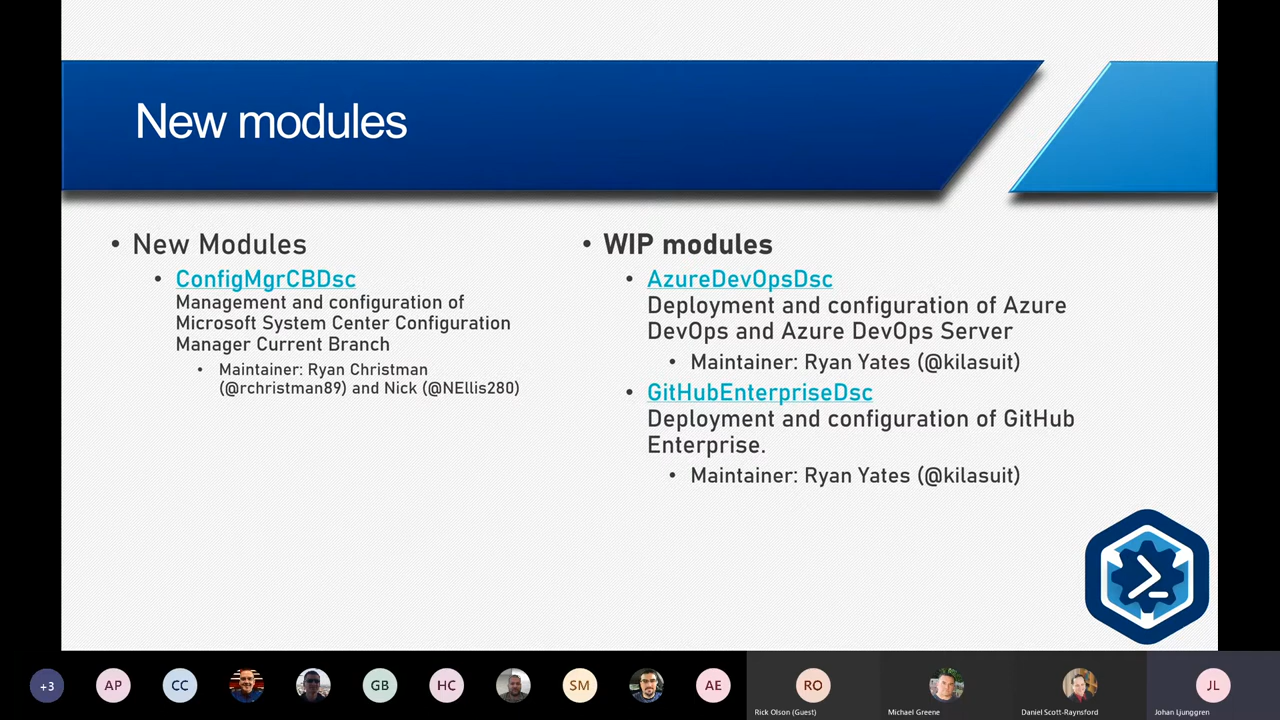 New modules
• New Modules
• ConfigMgrCBDsc
Management and configuration of
Microsoft System Center Configuration
Manager Current Branch
• Maintainer: Ryan Christman
(@rchristman89) and Nick (@NEllis280)
• WIP modules
• AzureDevOpsDsc
Deployment and configuration of Azure
DevOps and Azure DevOps Server
• Maintainer: Ryan Yates (@kilasuit)
• GitHubEnterpriseDsc
Deployment and configuration of GitHub
Enterprise.
• Maintainer: Ryan Yates (@kilasuit)
+3
AP
CC
GB
HC
SM
AE
RO
JL
Rick Olson (Guest)
Michael Greene
Daniel Scott-Raynsford
Johan Ljunggren